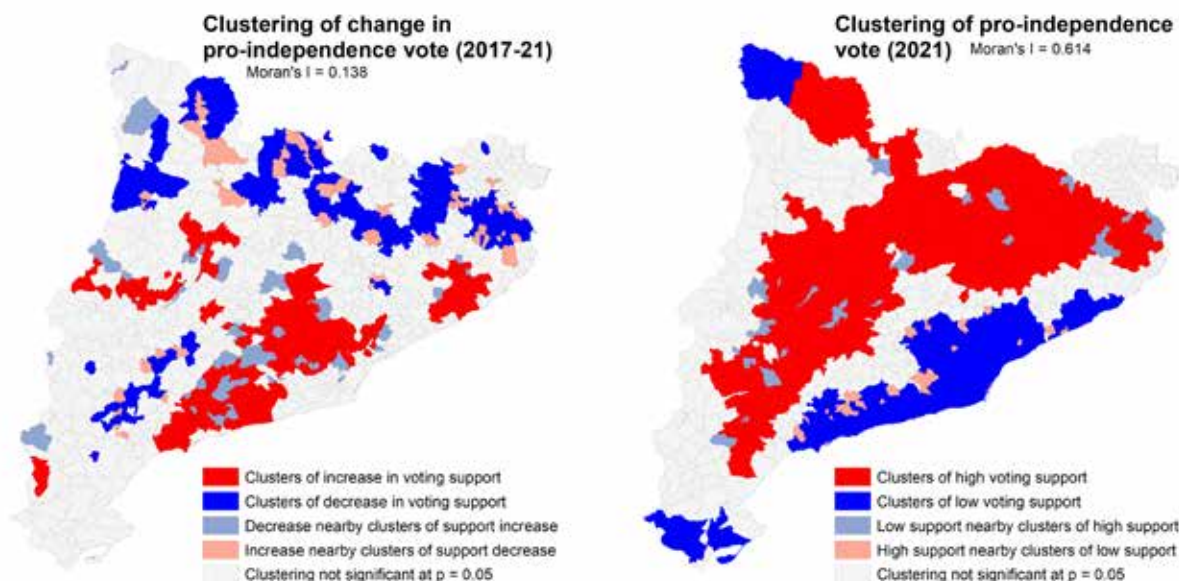 Clustering of change in
pro-independence vote (2017-21)
Moran's I = 0.138
Clusters of increase in voting support
Clusters of decrease in voting support
Decrease nearby clusters of support increase
Increase nearby clusters of support decrease
Clustering not significant at p = 0.05
Clustering of pro-independence
vote (2021) Moran's I = 0.614
Clusters of high voting support
Clusters of low voting support
Low support nearby clusters of high support
High support nearby clusters of low support
Clustering not significant at p = 0.05